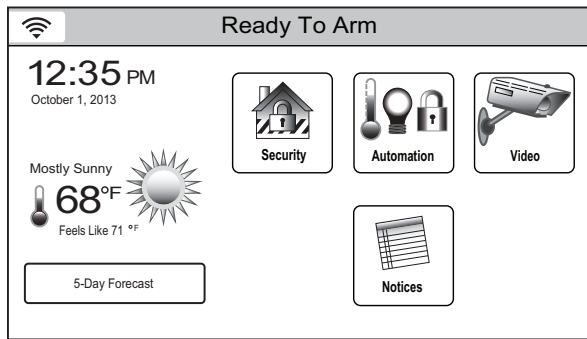 Ready To Arm
12:35 PM
October 1, 2013
Mostly Sunny
68°F
Feels Like 71 °F
5-Day Forecast
Security
Automation
Video
Notices